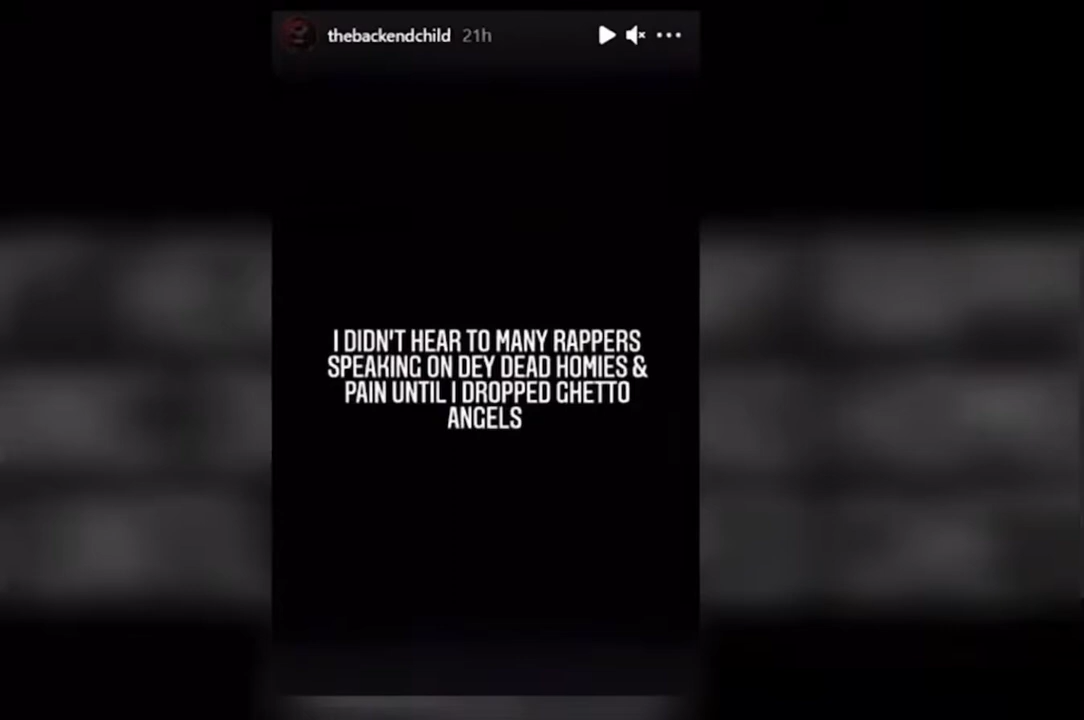 thebackendchild 21h
I DIDN'T HEAR TO MANY RAPPERS
SPEAKING ON DEY DEAD HOMIES &
PAIN UNTIL I DROPPED GHETTO
ANGELS